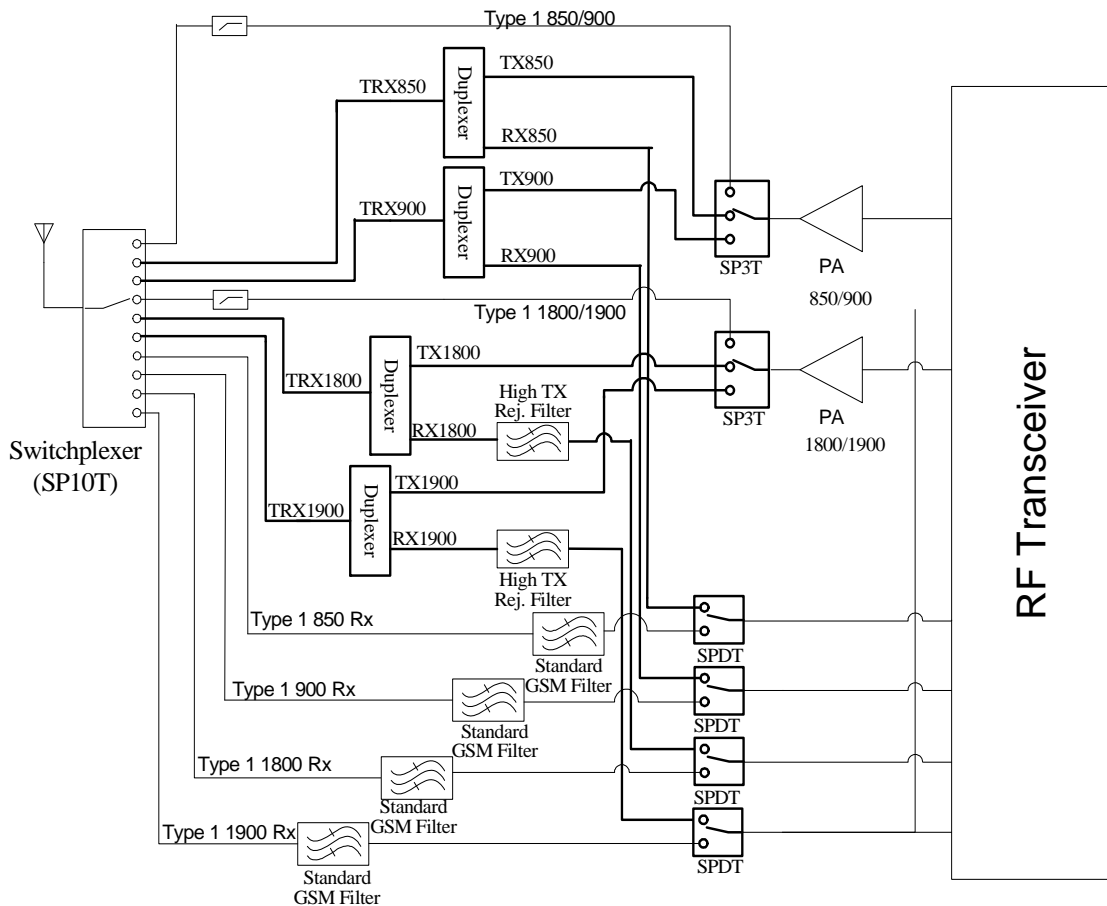 Type 1 850/900
TX850
TRX850
Duplexer
RX850
TX900
TRX900
Duplexer
RX900
SP3T
PA
850/900
Type 1 1800/1900
TX1800
TRX1800
Duplexer
High TX
Rej. Filter
RX1800
SP3T
PA
1800/1900
Switchplexer
(SP10T)
TX1900
TRX1900
Duplexer
RX1900
High TX
Rej. Filter
RF Transceiver
Type 1 850 Rx
Standard
GSM Filter
SPDT
Type 1 900 Rx
Standard
GSM Filter
SPDT
Type 1 1800 Rx
Standard
GSM Filter
SPDT
Type 1 1900 Rx
Standard
GSM Filter
SPDT